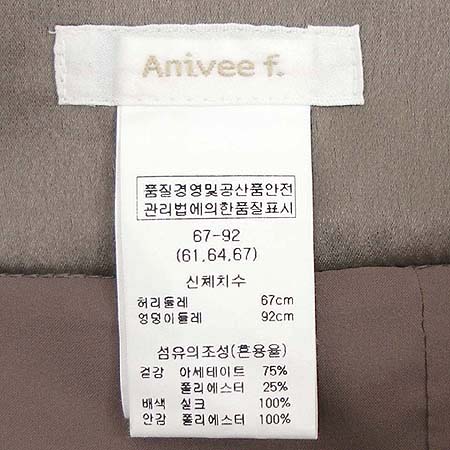 Anivee f.
품질경영및공산품안전
관리법에의한품질표시
67-92
(61.64.67)
신체치수
허리둘레 67cm
엉덩이둘레 92cm
섬유의조성(혼용율)
겉감 아세테이트 75%
폴리에스터 25%
배색 실크 100%
안감 폴리에스터 100%